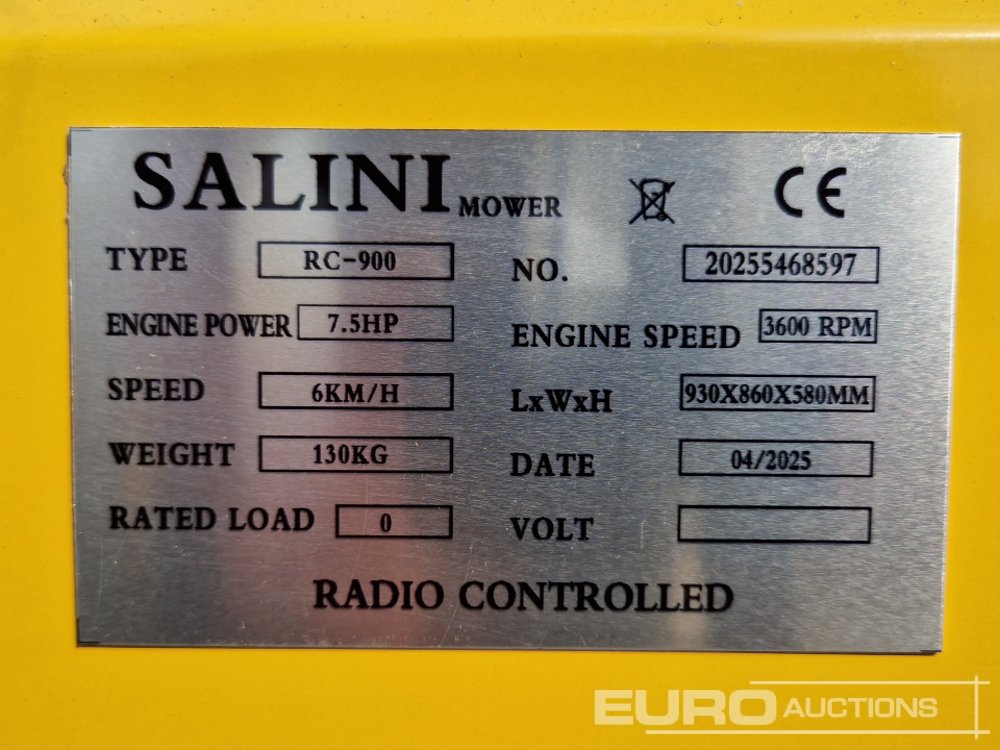 SALINI MOWER CE
TYPE RC-900 NO. 20255468597
ENGINE POWER 7.5HP ENGINE SPEED 3600 RPM
SPEED 6KM/H LxWxH 930X860X580MM
WEIGHT 130KG DATE 04/2025
RATED LOAD 0 VOLT
RADIO CONTROLLED
EURO AUCTIONS